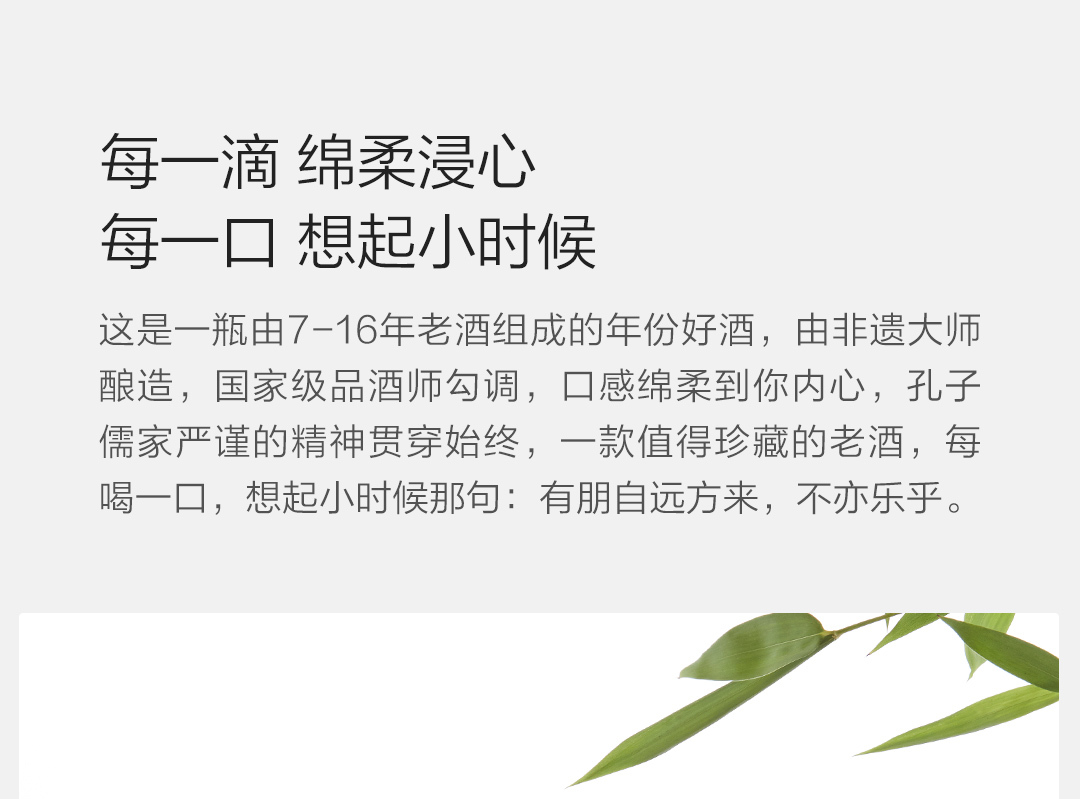 每一滴 绵柔浸心
每一口 想起小时候
这是一瓶由7-16年老酒组成的年份好酒，由非遗大师
酿造，国家级品酒师勾调，口感绵柔到你内心，孔子
儒家严谨的精神贯穿始终，一款值得珍藏的老酒，每
喝一口，想起小时候那句：有朋自远方来，不亦乐乎。